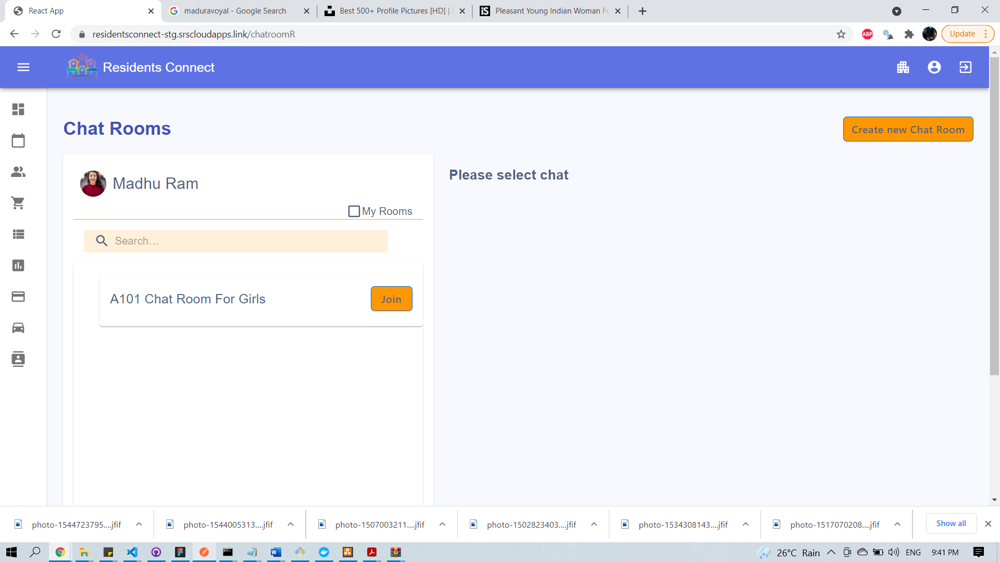 React App
maduravoyal - Google Search
Best 500+ Profile Pictures [HD] |
Pleasant Young Indian Woman Fr
residentsconnect-stg.srscloudapps.link/chatroomR
ABP
Update
Residents Connect
Chat Rooms
Create new Chat Room
Madhu Ram
Please select chat
My Rooms
Search...
A101 Chat Room For Girls
Join
photo-1544723795....jfif
photo-1544005313....jfif
photo-1507003211....jfif
photo-1502823403....jfif
photo-1534308143....jfif
photo-1517070208....jfif
Show all
26°C Rain
ENG
9:41 PM